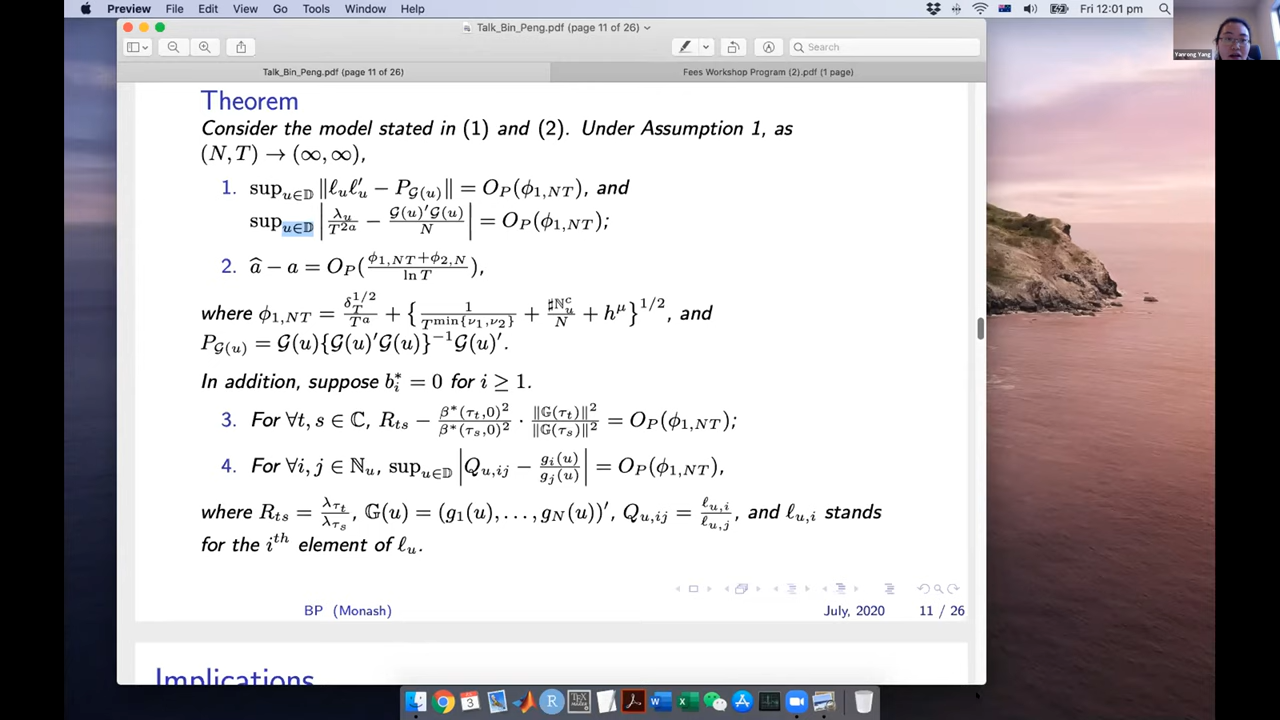 Preview File Edit View Go Tools Window Help Fri 12:01 pm
Talk_Bin_Peng.pdf (page 11 of 26)
Search
Talk_Bin_Peng.pdf (page 11 of 26) Fees Workshop Program (2).pdf (1 page)
Yanrong Yang
Theorem
Consider the model stated in (1) and (2). Under Assumption 1, as
(N, T) → (∞, ∞),
1. sup_{u∈𝔻} ‖ℓ_u ℓ′_u − P_{𝒢(u)}‖ = O_P(ϕ_{1,NT}), and
sup_{u∈𝔻} |λ_u/T^{2a} − 𝒢(u)′𝒢(u)/N| = O_P(ϕ_{1,NT});
2. â − a = O_P((ϕ_{1,NT}+ϕ_{2,N})/ln T),
where ϕ_{1,NT} = δ_T^{1/2}/T^a + {1/T^{min{ν_1,ν_2}} + ♯ℕ_u^c/N + h^μ}^{1/2}, and
P_{𝒢(u)} = 𝒢(u){𝒢(u)′𝒢(u)}^{−1}𝒢(u)′.
In addition, suppose b_i^* = 0 for i ≥ 1.
3. For ∀t, s ∈ ℂ, R_{ts} − β^*(τ_t,0)^2/β^*(τ_s,0)^2 · ‖𝔾(τ_t)‖^2/‖𝔾(τ_s)‖^2 = O_P(ϕ_{1,NT});
4. For ∀i, j ∈ ℕ_u, sup_{u∈𝔻} |Q_{u,ij} − g_i(u)/g_j(u)| = O_P(ϕ_{1,NT}),
where R_{ts} = λ_{τ_t}/λ_{τ_s}, 𝔾(u) = (g_1(u), . . . , g_N(u))′, Q_{u,ij} = ℓ_{u,i}/ℓ_{u,j}, and ℓ_{u,i} stands
for the i^{th} element of ℓ_u.
BP (Monash) July, 2020 11 / 26
Implications